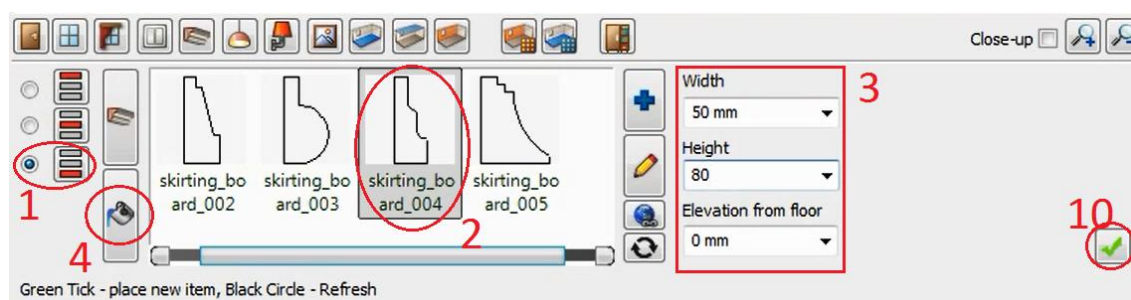 Close-up
Width
3
50 mm
Height
80
Elevation from floor
0 mm
skirting_bo
ard_002
skirting_bo
ard_003
skirting_bo
ard_004
skirting_bo
ard_005
1
2
4
10
Green Tick - place new item, Black Circle - Refresh